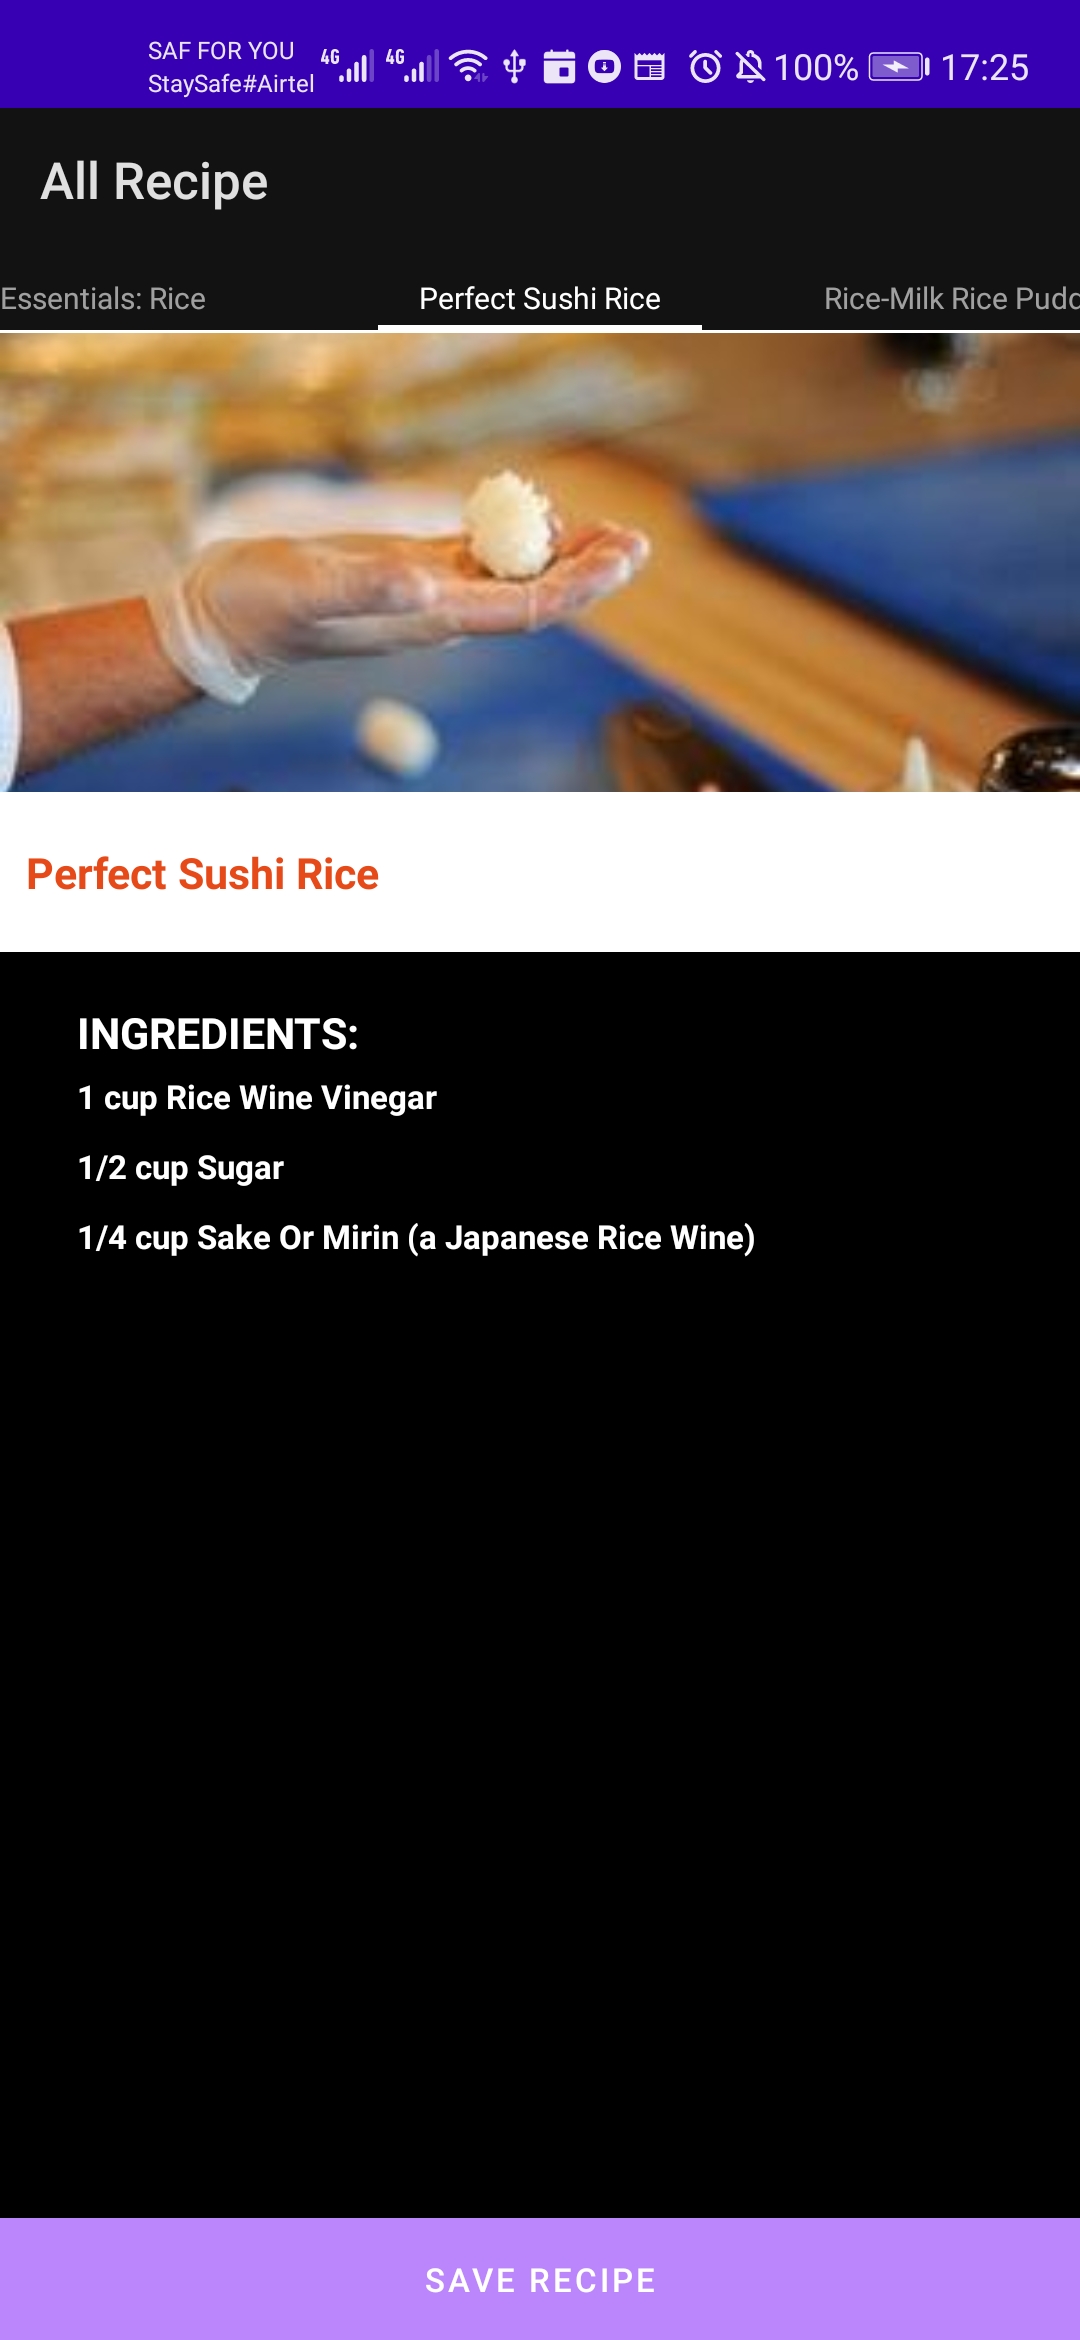 SAF FOR YOU
StaySafe#Airtel
4G 4G 100% 17:25
All Recipe
Essentials: Rice Perfect Sushi Rice Rice-Milk Rice Pudd
Perfect Sushi Rice
INGREDIENTS:
1 cup Rice Wine Vinegar
1/2 cup Sugar
1/4 cup Sake Or Mirin (a Japanese Rice Wine)
SAVE RECIPE